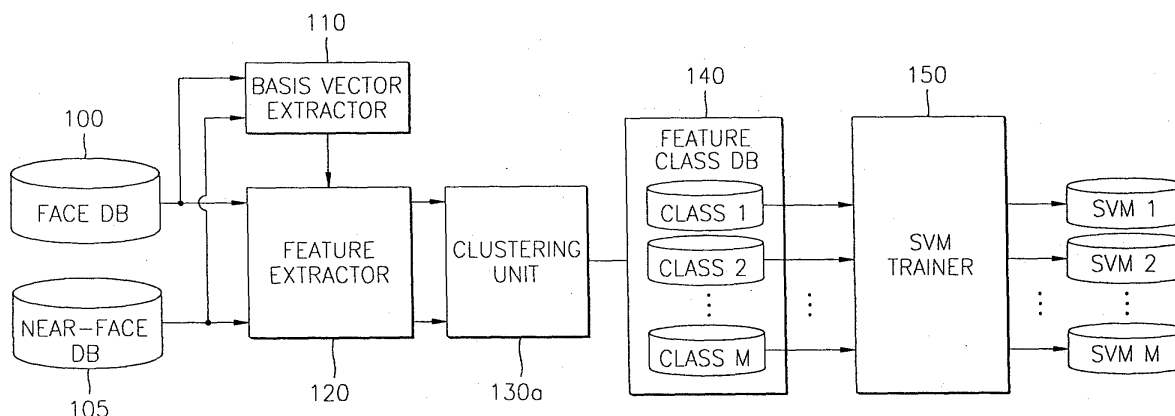 110
BASIS VECTOR
EXTRACTOR
100
FACE DB
NEAR-FACE
DB
105
FEATURE
EXTRACTOR
120
CLUSTERING
UNIT
130a
140
FEATURE
CLASS DB
CLASS 1
CLASS 2
CLASS M
150
SVM
TRAINER
SVM 1
SVM 2
SVM M